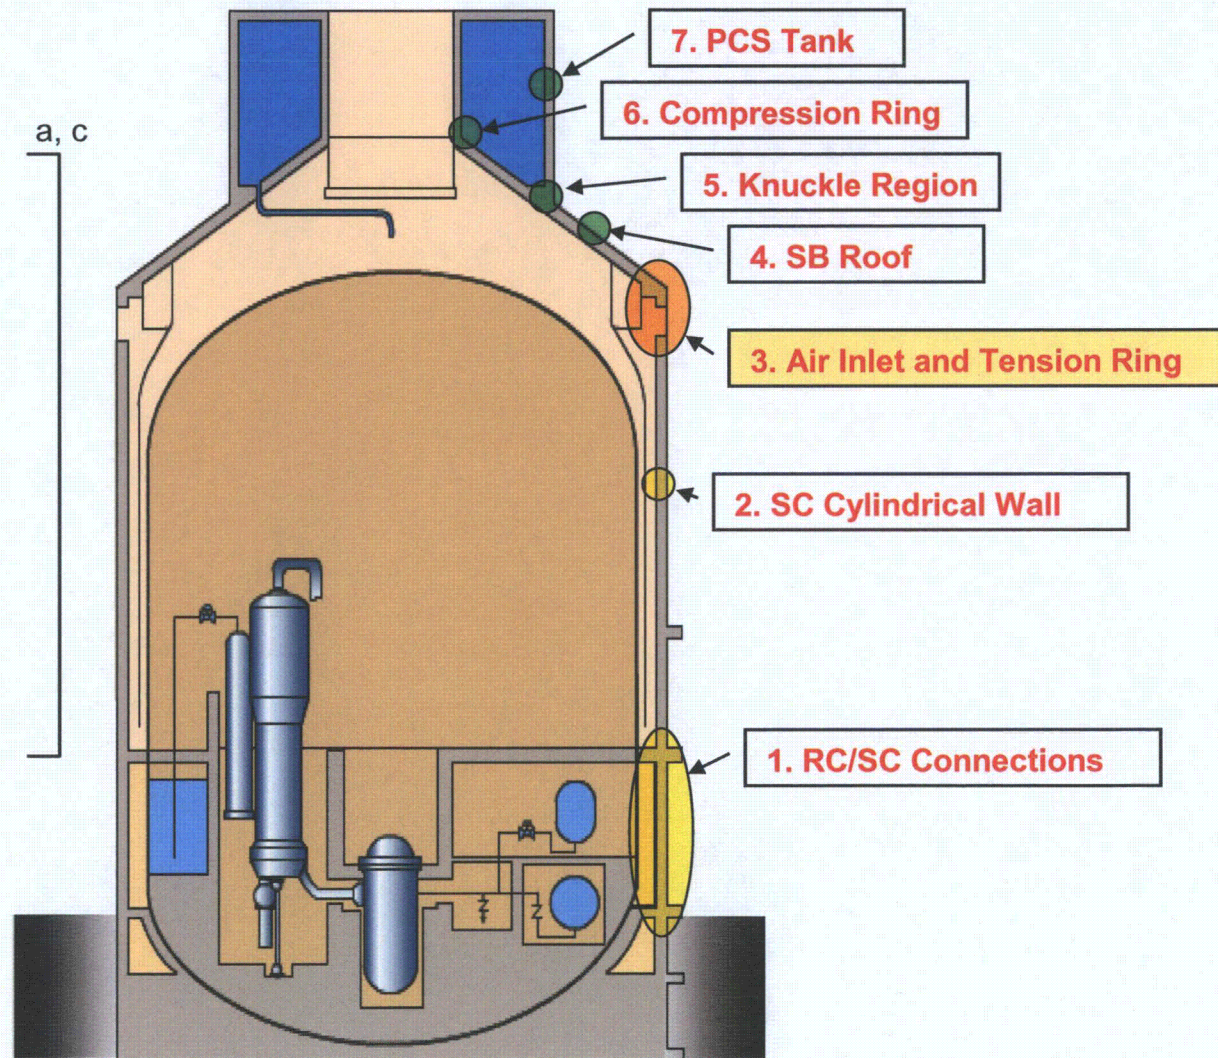 7. PCS Tank
6. Compression Ring
a, c
5. Knuckle Region
4. SB Roof
3. Air Inlet and Tension Ring
2. SC Cylindrical Wall
1. RC/SC Connections